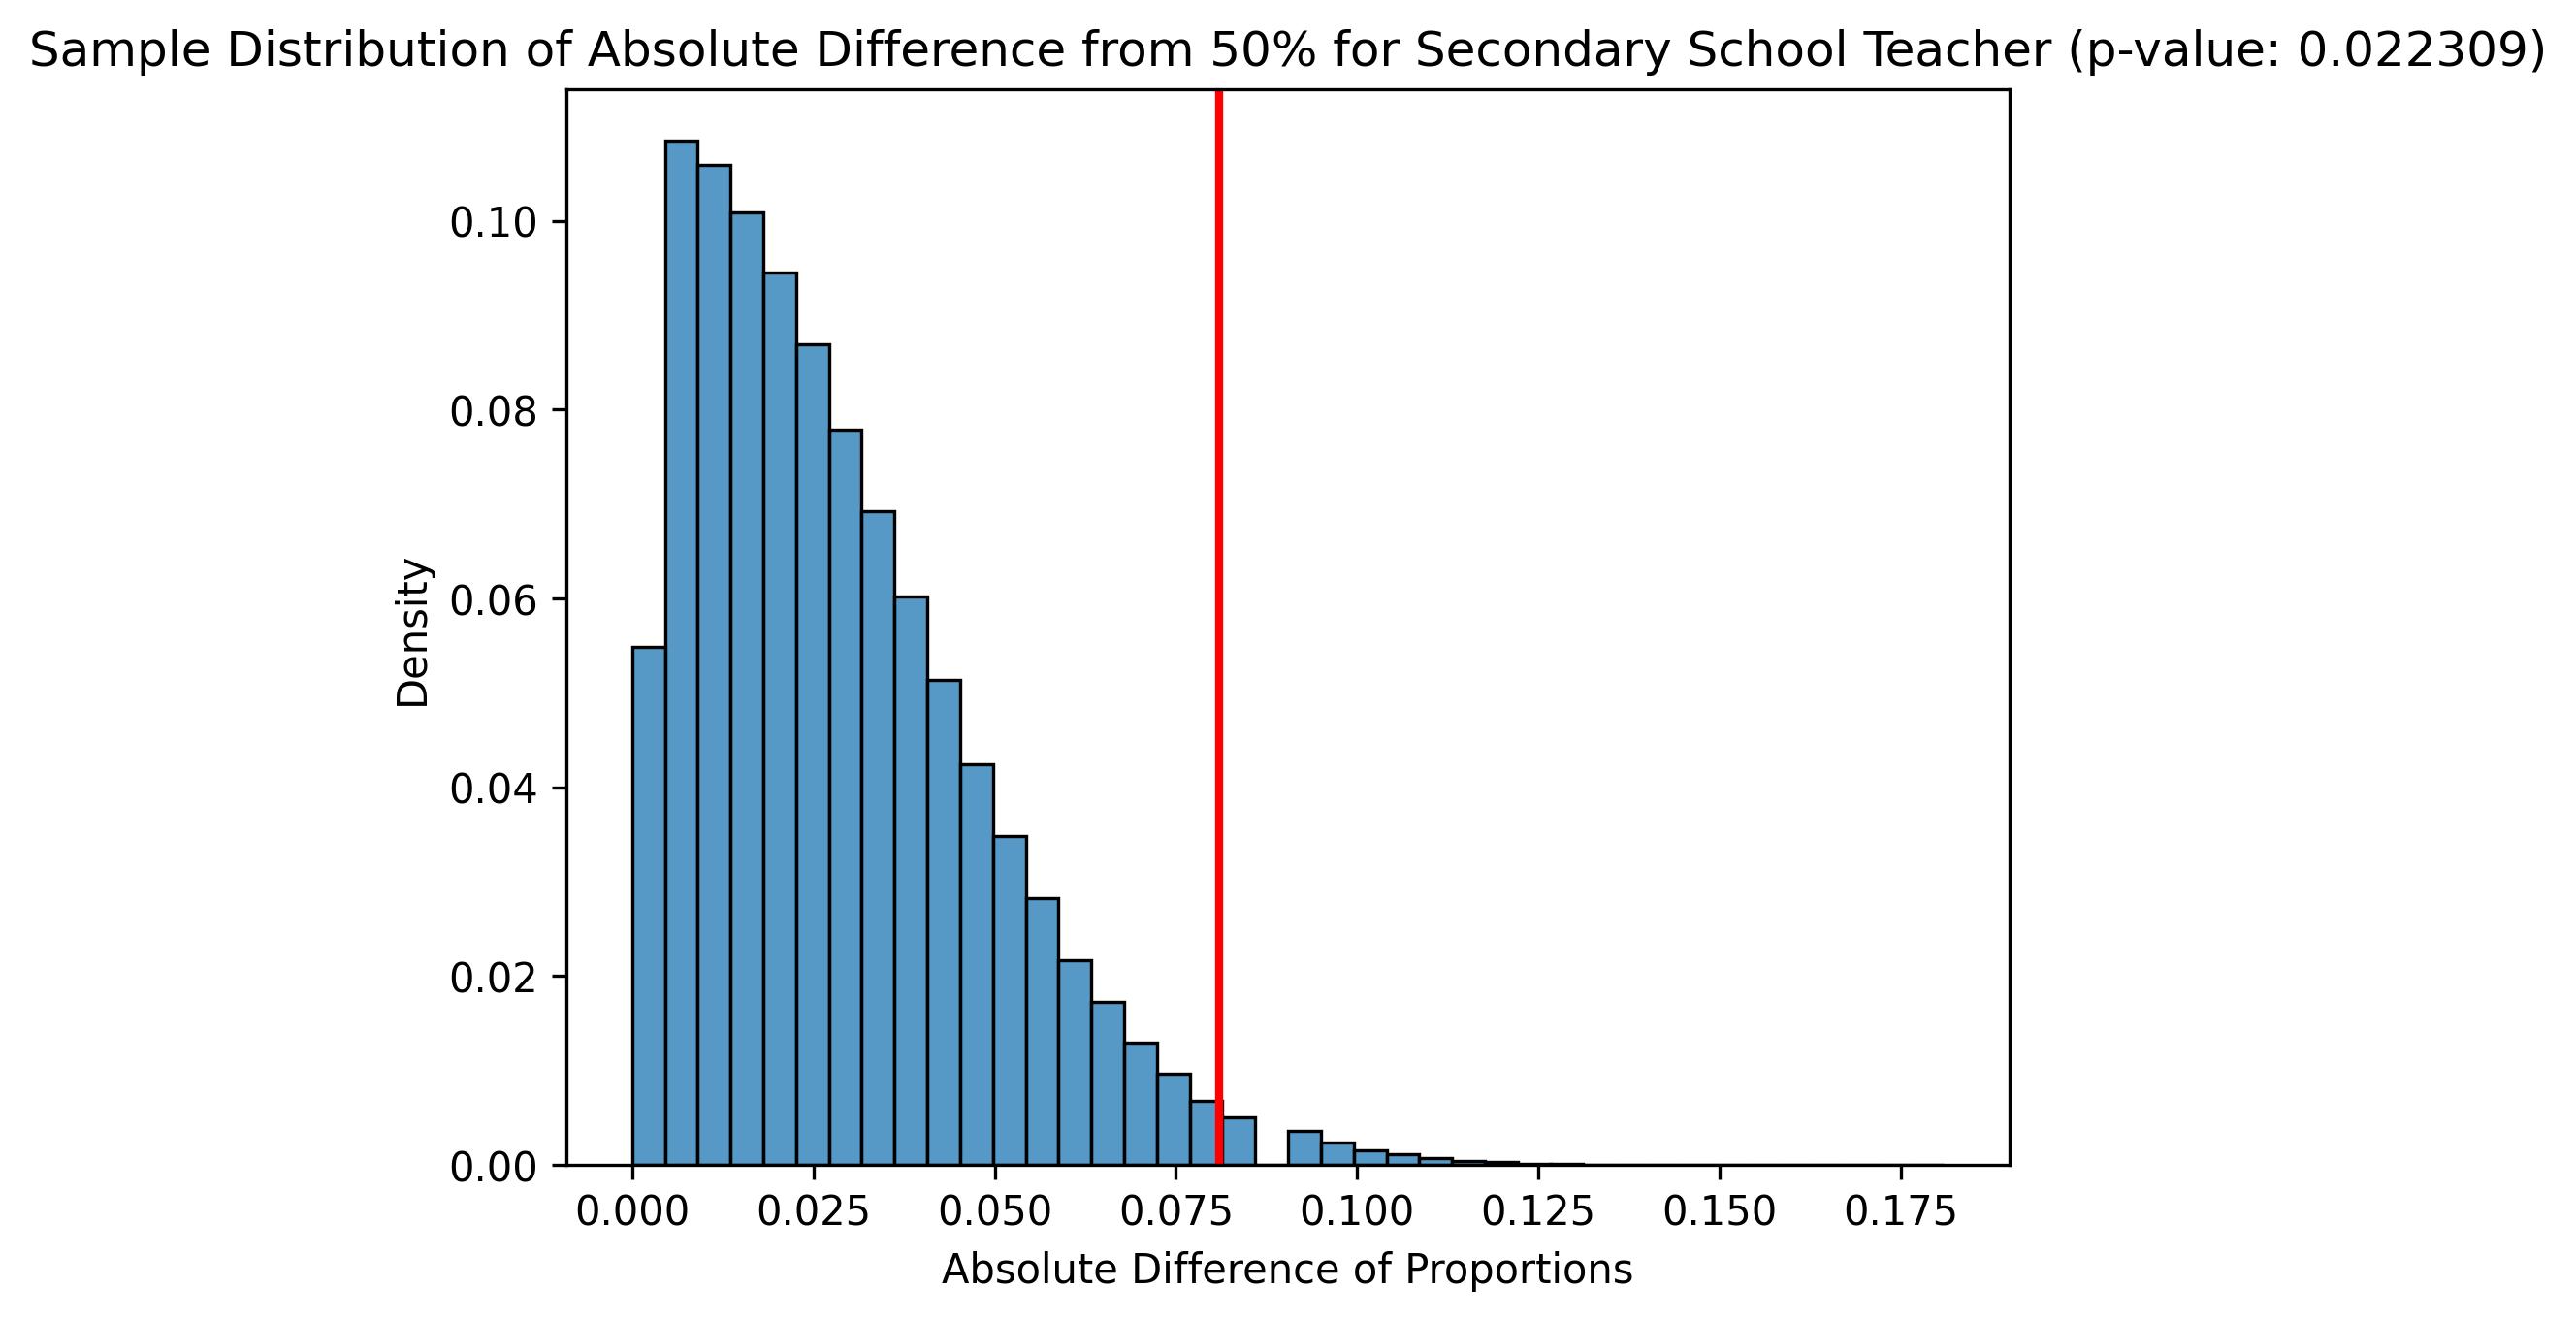 Sample Distribution of Absolute Difference from 50% for Secondary School Teacher (p-value: 0.022309)
0.10
0.08
0.06
0.04
0.02
0.00
Density
0.000 0.025 0.050 0.075 0.100 0.125 0.150 0.175
Absolute Difference of Proportions